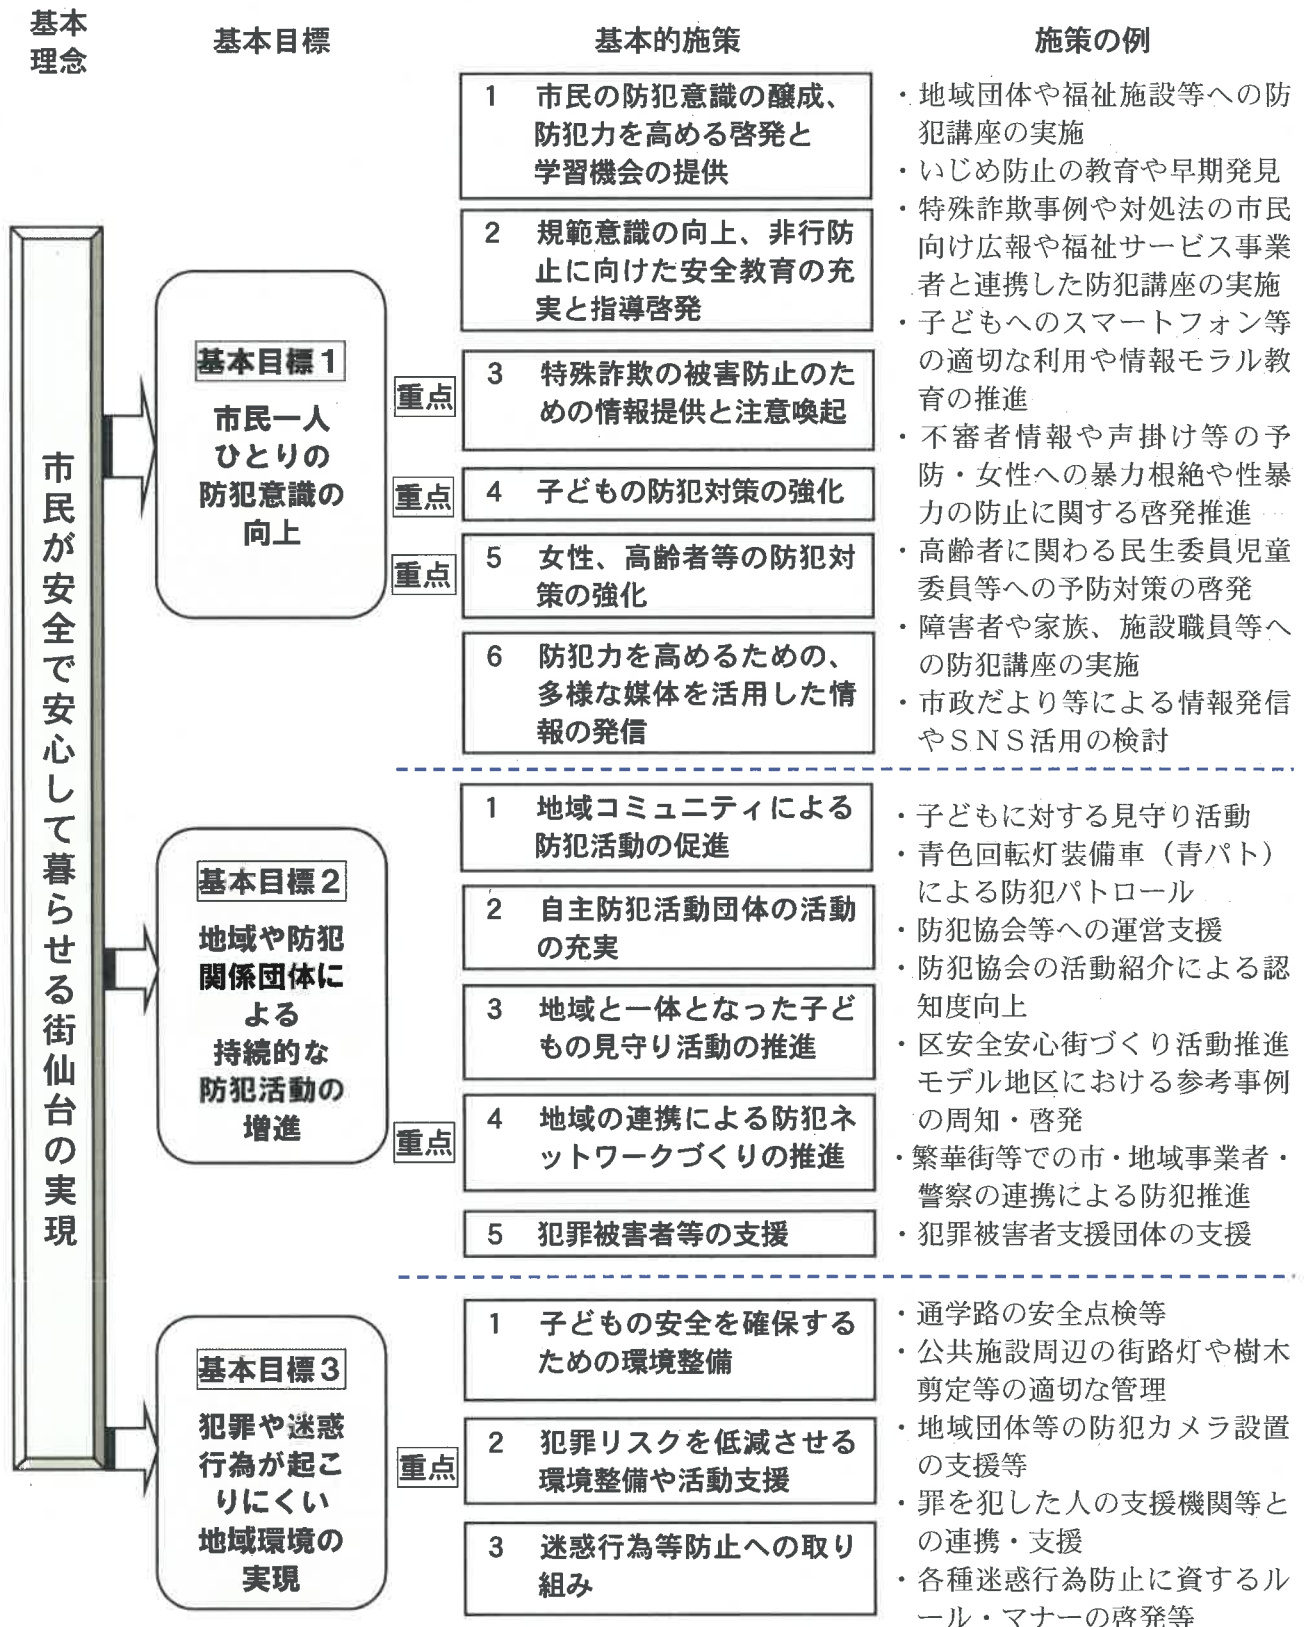 基本
理念
基本目標
基本的施策
施策の例
市民が安全で安心して暮らせる街仙台の実現
基本目標1
市民一人
ひとりの
防犯意識の
向上
1 市民の防犯意識の醸成、
防犯力を高める啓発と
学習機会の提供
2 規範意識の向上、非行防
止に向けた安全教育の充
実と指導啓発
重点
3 特殊詐欺の被害防止のた
めの情報提供と注意喚起
重点
4 子どもの防犯対策の強化
重点
5 女性、高齢者等の防犯対
策の強化
6 防犯力を高めるための、
多様な媒体を活用した情
報の発信
・地域団体や福祉施設等への防
犯講座の実施
・いじめ防止の教育や早期発見
・特殊詐欺事例や対処法の市民
向け広報や福祉サービス事業
者と連携した防犯講座の実施
・子どもへのスマートフォン等
の適切な利用や情報モラル教
育の推進
・不審者情報や声掛け等の予
防・女性への暴力根絶や性暴
力の防止に関する啓発推進
・高齢者に関わる民生委員児童
委員等への予防対策の啓発
・障害者や家族、施設職員等へ
の防犯講座の実施
・市政だより等による情報発信
やSNS活用の検討
基本目標2
地域や防犯
関係団体に
よる
持続的な
防犯活動の
増進
1 地域コミュニティによる
防犯活動の促進
2 自主防犯活動団体の活動
の充実
3 地域と一体となった子ど
もの見守り活動の推進
重点
4 地域の連携による防犯ネ
ットワークづくりの推進
5 犯罪被害者等の支援
・子どもに対する見守り活動
・青色回転灯装備車（青パト）
による防犯パトロール
・防犯協会等への運営支援
・防犯協会の活動紹介による認
知度向上
・区安全安心街づくり活動推進
モデル地区における参考事例
の周知・啓発
・繁華街等での市・地域事業者・
警察の連携による防犯推進
・犯罪被害者支援団体の支援
基本目標3
犯罪や迷惑
行為が起こ
りにくい
地域環境の
実現
1 子どもの安全を確保する
ための環境整備
重点
2 犯罪リスクを低減させる
環境整備や活動支援
3 迷惑行為等防止への取り
組み
・通学路の安全点検等
・公共施設周辺の街路灯や樹木
剪定等の適切な管理
・地域団体等の防犯カメラ設置
の支援等
・罪を犯した人の支援機関等と
の連携・支援
・各種迷惑行為防止に資するル
ール・マナーの啓発等